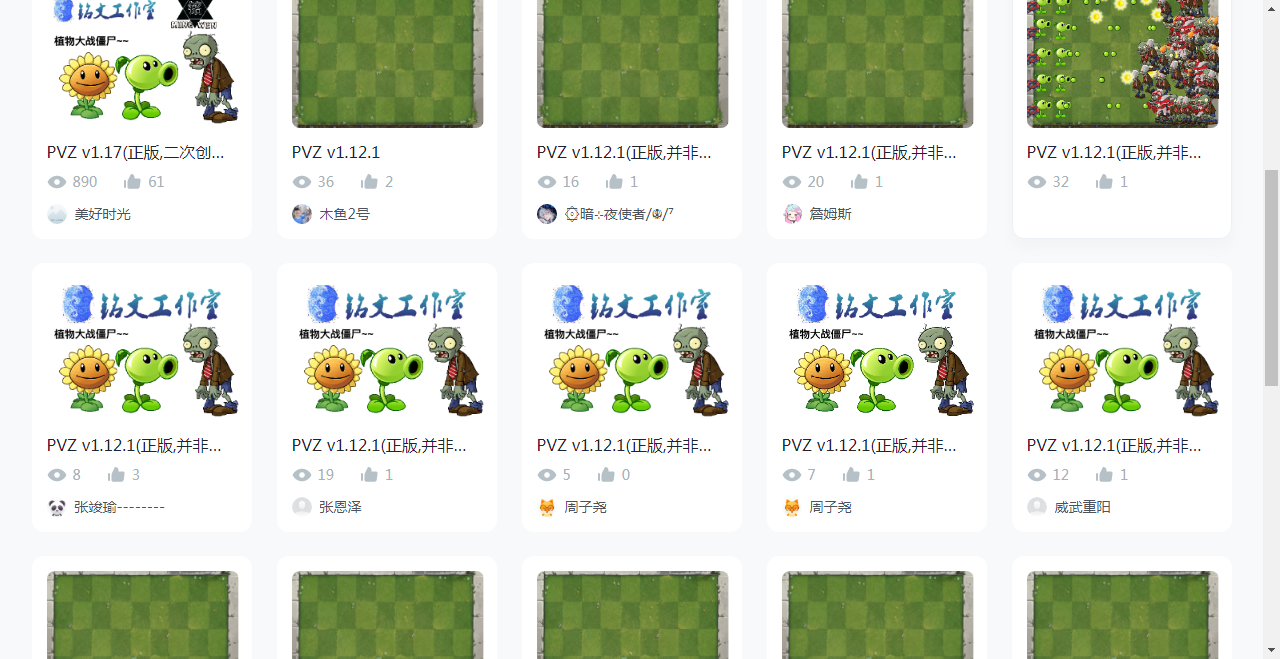 铭文工作室
MING WEN
植物大战僵尸~~
PVZ v1.17(正版,二次创...
PVZ v1.12.1
PVZ v1.12.1(正版,并非...
PVZ v1.12.1(正版,并非...
PVZ v1.12.1(正版,并非...
890 61
36 2
16 1
20 1
32 1
美好时光
木鱼2号
۞暗⊹夜使者/☬/⁷
詹姆斯
铭文工作室
植物大战僵尸~~
铭文工作室
植物大战僵尸~~
铭文工作室
植物大战僵尸~~
铭文工作室
植物大战僵尸~~
铭文工作室
植物大战僵尸~~
PVZ v1.12.1(正版,并非...
PVZ v1.12.1(正版,并非...
PVZ v1.12.1(正版,并非...
PVZ v1.12.1(正版,并非...
PVZ v1.12.1(正版,并非...
8 3
19 1
5 0
7 1
12 1
张竣瑜--------
张恩泽
周子尧
周子尧
威武重阳